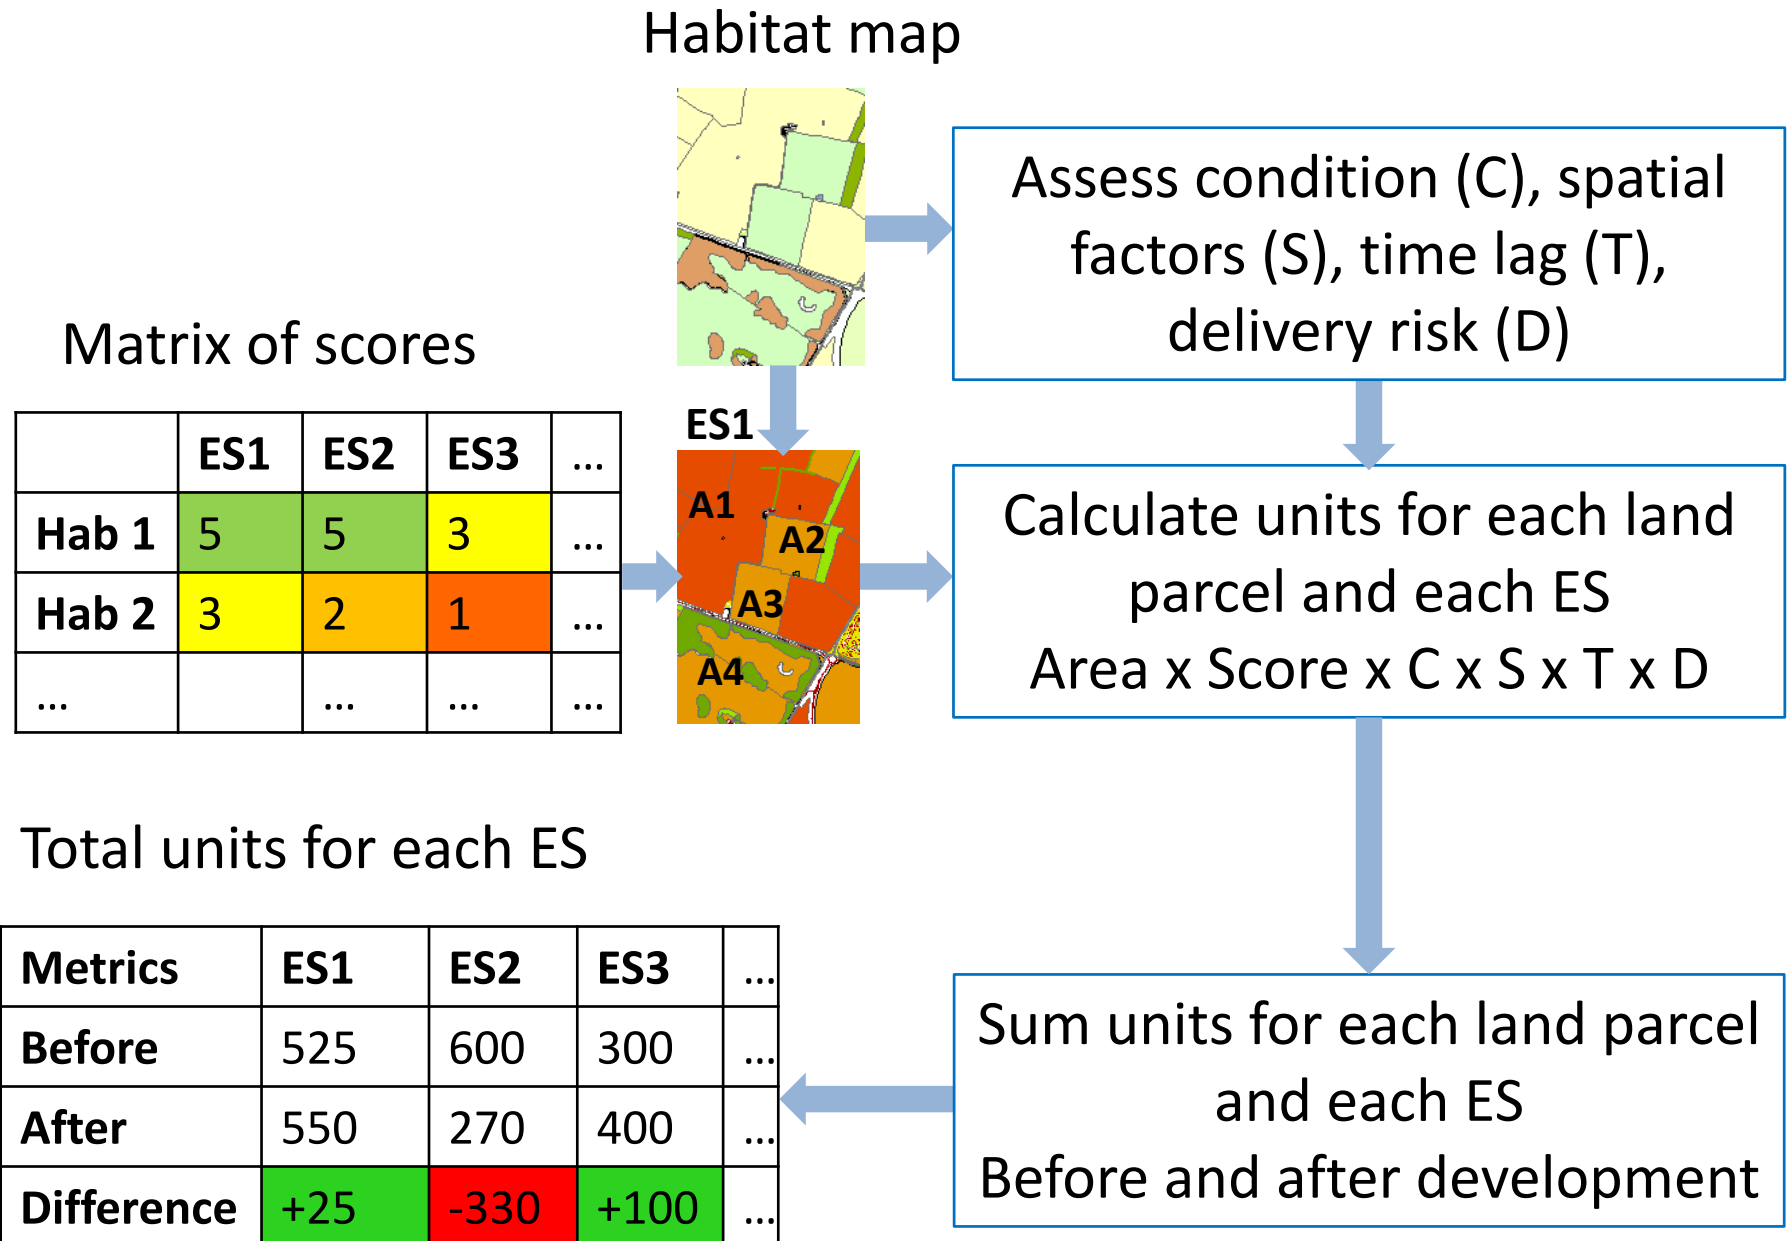 Habitat map
Assess condition (C), spatial
factors (S), time lag (T),
delivery risk (D)
Matrix of scores
ES1 ES2 ES3 ...
Hab 1 5 5 3 ...
Hab 2 3 2 1 ...
... ... ... ...
ES1
A1
A2
A3
A4
Calculate units for each land
parcel and each ES
Area x Score x C x S x T x D
Total units for each ES
Metrics ES1 ES2 ES3 ...
Before 525 600 300 ...
After 550 270 400 ...
Difference +25 -330 +100 ...
Sum units for each land parcel
and each ES
Before and after development